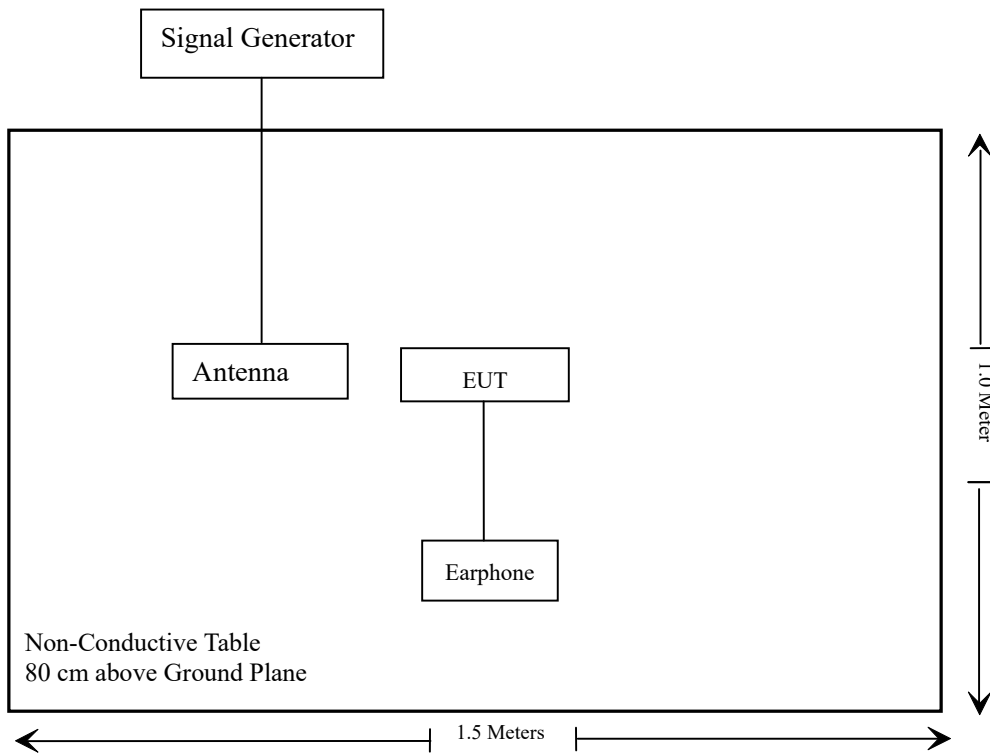 Signal Generator
Antenna
EUT
1.0 Meter
Earphone
Non-Conductive Table
80 cm above Ground Plane
1.5 Meters